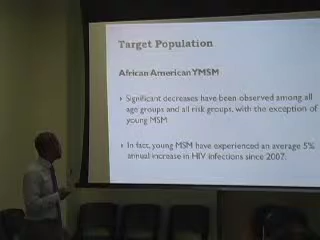 Target Population
African American YMSM
Significant decreases have been observed among all
age groups and all risk groups, with the exception of
young MSM
In fact, young MSM have experienced an average 5%
annual increase in HIV infections since 2007.